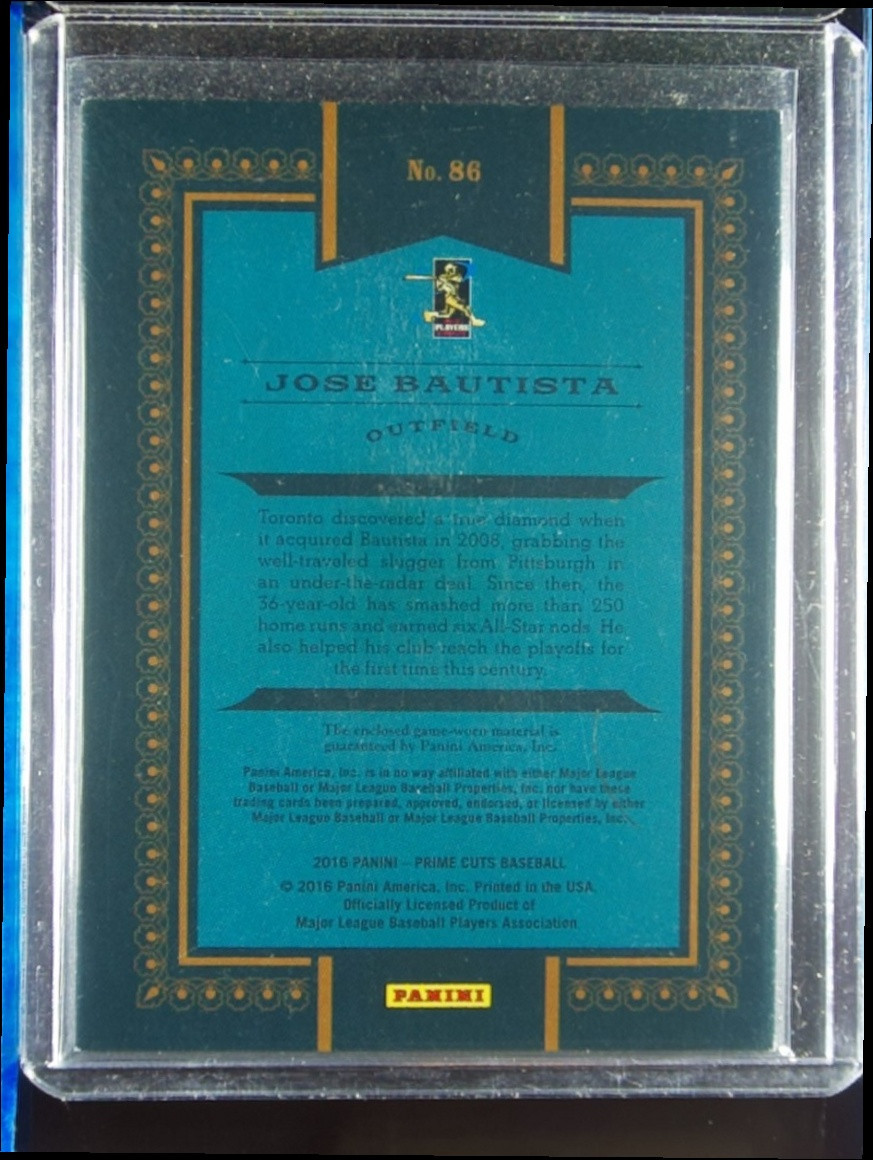 No. 86
PLAYERS
JOSE BAUTISTA
OUTFIELD
Toronto discovered a true diamond when
it acquired Bautista in 2008, grabbing the
well-traveled slugger from Pittsburgh in
an under-the-radar deal. Since then, the
36-year-old has smashed more than 250
home runs and earned six All-Star nods. He
also helped his club reach the playoffs for
the first time this century.
The enclosed game-worn material is
guaranteed by Panini America, Inc.
Panini America, Inc. is in no way affiliated with either Major League
Baseball or Major League Baseball Properties, Inc. nor have these
trading cards been prepared, approved, endorsed, or licensed by either
Major League Baseball or Major League Baseball Properties, Inc.
2016 PANINI – PRIME CUTS BASEBALL
© 2016 Panini America, Inc. Printed in the USA.
Officially Licensed Product of
Major League Baseball Players Association
PANINI